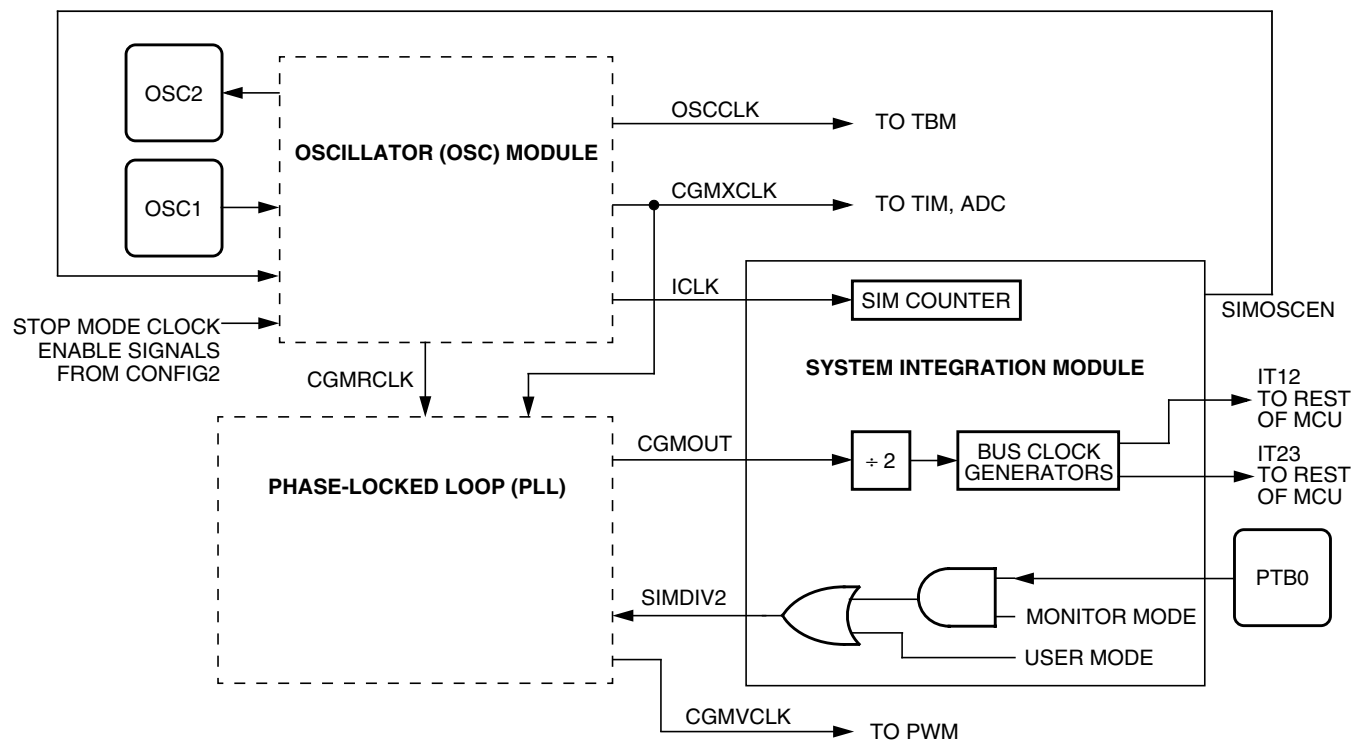 OSC2
OSCCLK
TO TBM
OSCILLATOR (OSC) MODULE
OSC1
CGMXCLK
TO TIM, ADC
ICLK
SIM COUNTER
SIMOSCEN
STOP MODE CLOCK
ENABLE SIGNALS
FROM CONFIG2
CGMRCLK
SYSTEM INTEGRATION MODULE
IT12
TO REST
OF MCU
CGMOUT
÷ 2
BUS CLOCK
GENERATORS
IT23
TO REST
OF MCU
PHASE-LOCKED LOOP (PLL)
SIMDIV2
PTB0
MONITOR MODE
USER MODE
CGMVCLK
TO PWM